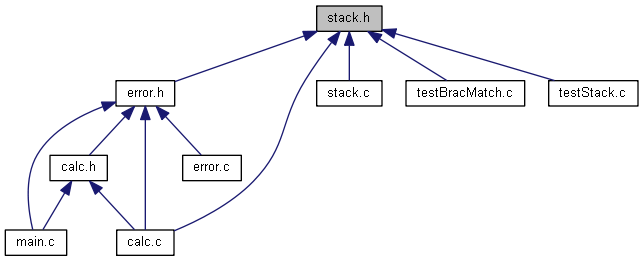 stack.h
error.h
stack.c
testBracMatch.c
testStack.c
calc.h
error.c
main.c
calc.c